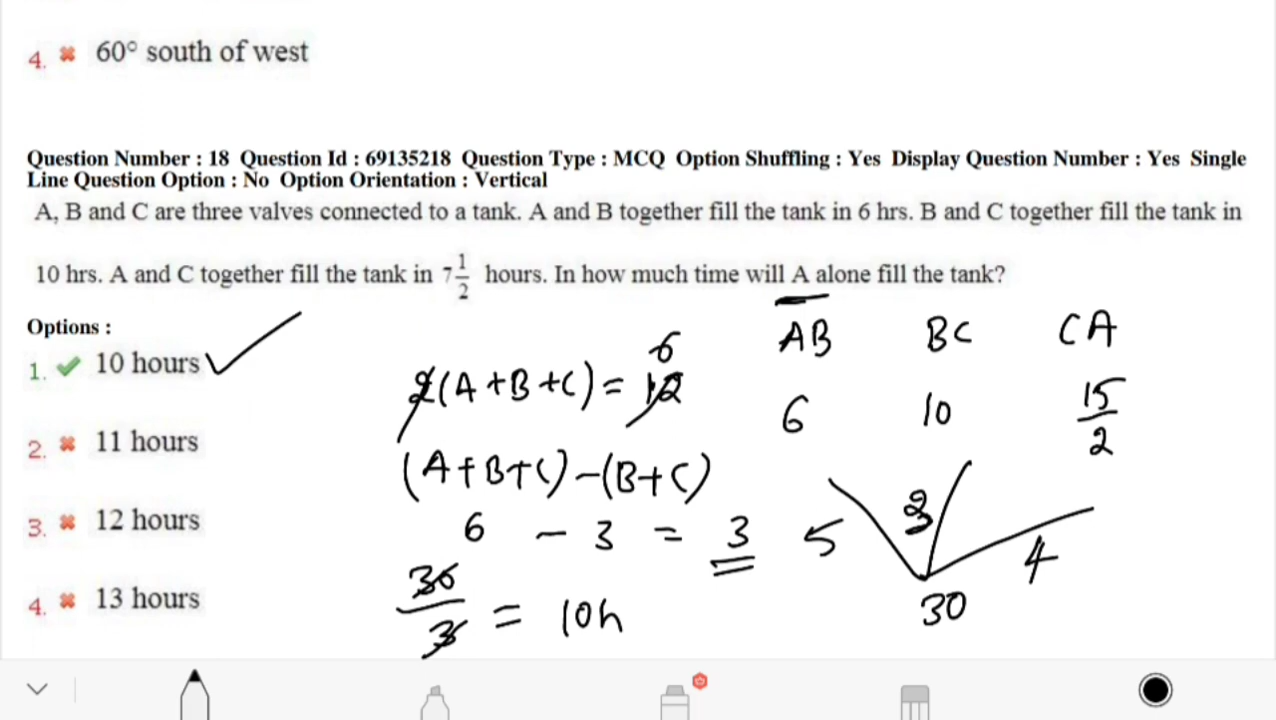 4. 60° south of west
Question Number : 18 Question Id : 69135218 Question Type : MCQ Option Shuffling : Yes Display Question Number : Yes Single
Line Question Option : No Option Orientation : Vertical
A, B and C are three valves connected to a tank. A and B together fill the tank in 6 hrs. B and C together fill the tank in
10 hrs. A and C together fill the tank in 7 1/2 hours. In how much time will A alone fill the tank?
Options :
1. 10 hours
2. 11 hours
3. 12 hours
4. 13 hours
AB BC CA
6 10 15/2
5 3 4
30
6
2(A+B+C) = 12
(A+B+C)-(B+C)
6 - 3 = 3
30/3 = 10h